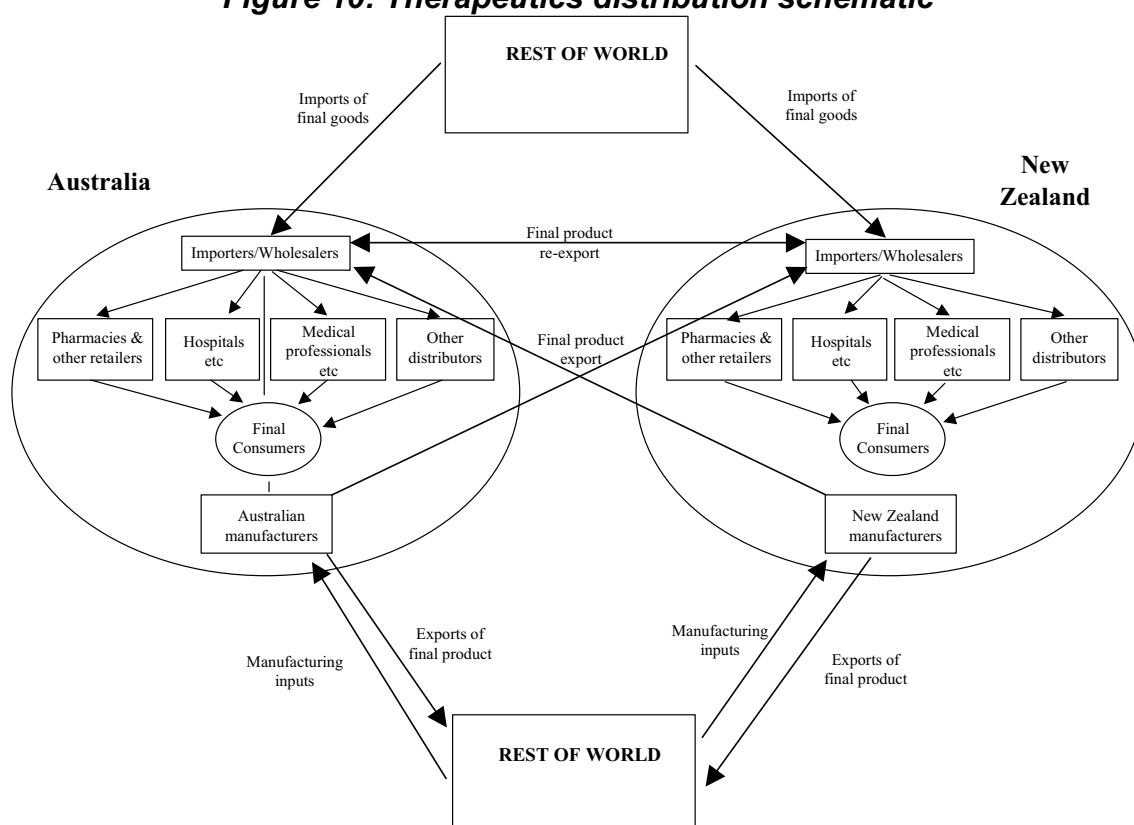 Figure 10: Therapeutics distribution schematic
REST OF WORLD
Imports of
final goods
Imports of
final goods
Australia
New
Zealand
Importers/Wholesalers
Final product
re-export
Importers/Wholesalers
Pharmacies &
other retailers
Hospitals
etc
Medical
professionals
etc
Other
distributors
Final product
export
Pharmacies &
other retailers
Hospitals
etc
Medical
professionals
etc
Other
distributors
Final
Consumers
Final
Consumers
Australian
manufacturers
New Zealand
manufacturers
Manufacturing
inputs
Exports of
final product
Manufacturing
inputs
Exports of
final product
REST OF WORLD